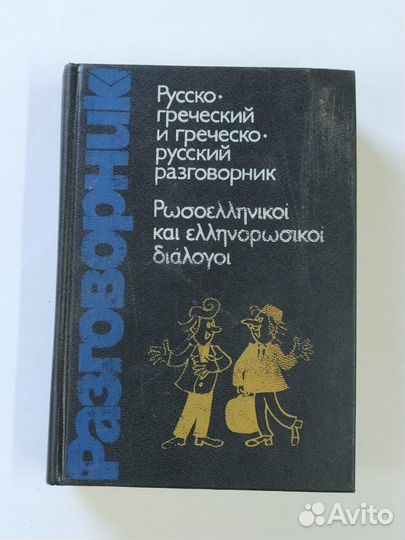 Разговорник
Русско-
греческий
и греческо-
русский
разговорник
Ρωσοελληνικοί
και ελληνορωσικοί
διάλογοι
Avito